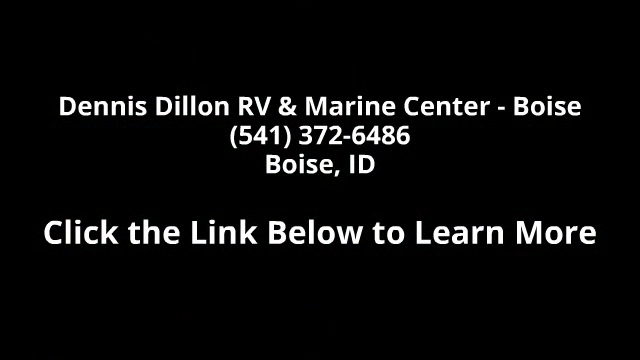 Dennis Dillon RV & Marine Center - Boise
(541) 372-6486
Boise, ID
Click the Link Below to Learn More